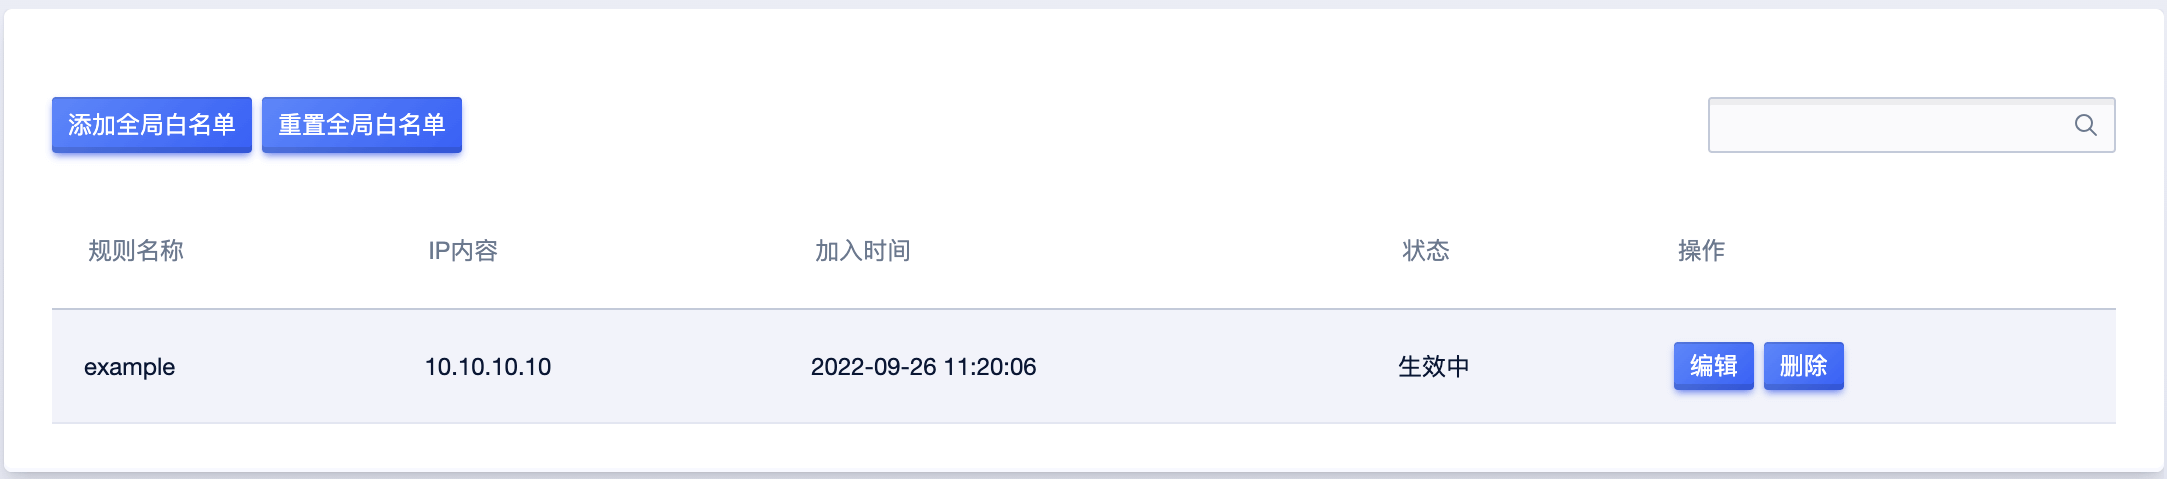 添加全局白名单 重置全局白名单
规则名称 IP内容 加入时间 状态 操作
example 10.10.10.10 2022-09-26 11:20:06 生效中 编辑 删除